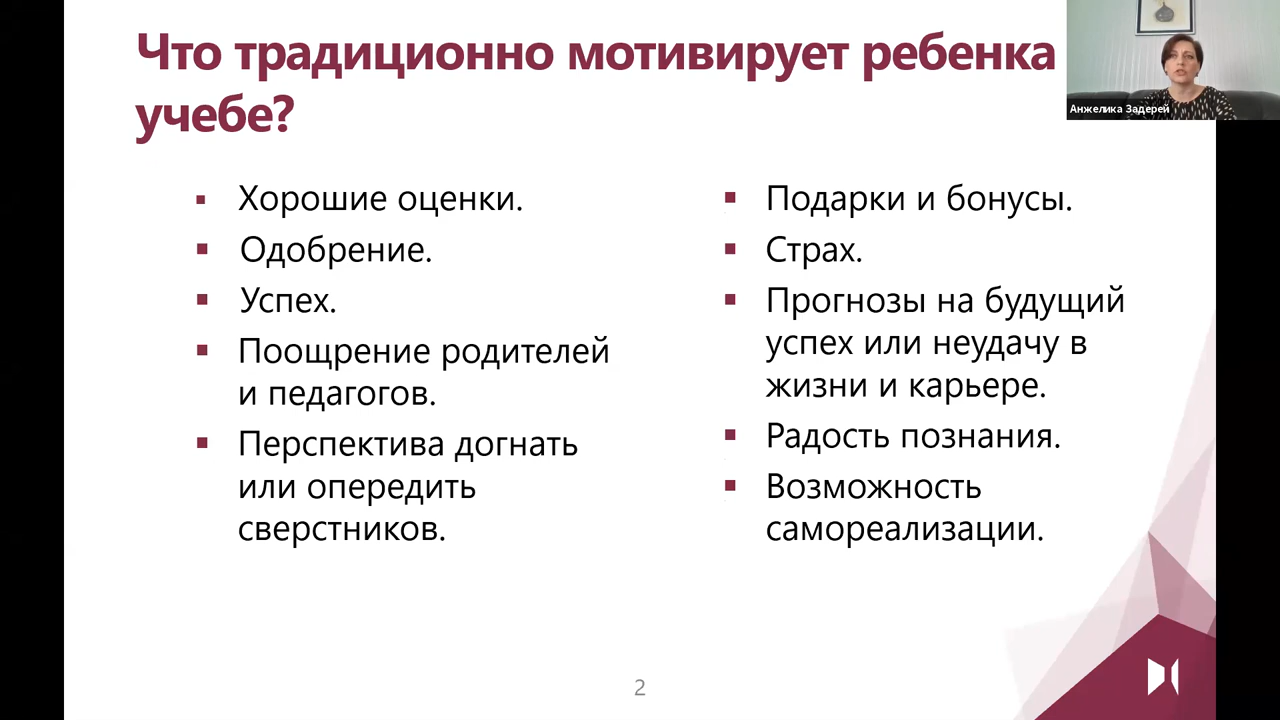 Что традиционно мотивирует ребенка
учебе?
Анжелика Задерей
Хорошие оценки.
Одобрение.
Успех.
Поощрение родителей
и педагогов.
Перспектива догнать
или опередить
сверстников.
Подарки и бонусы.
Страх.
Прогнозы на будущий
успех или неудачу в
жизни и карьере.
Радость познания.
Возможность
самореализации.
2